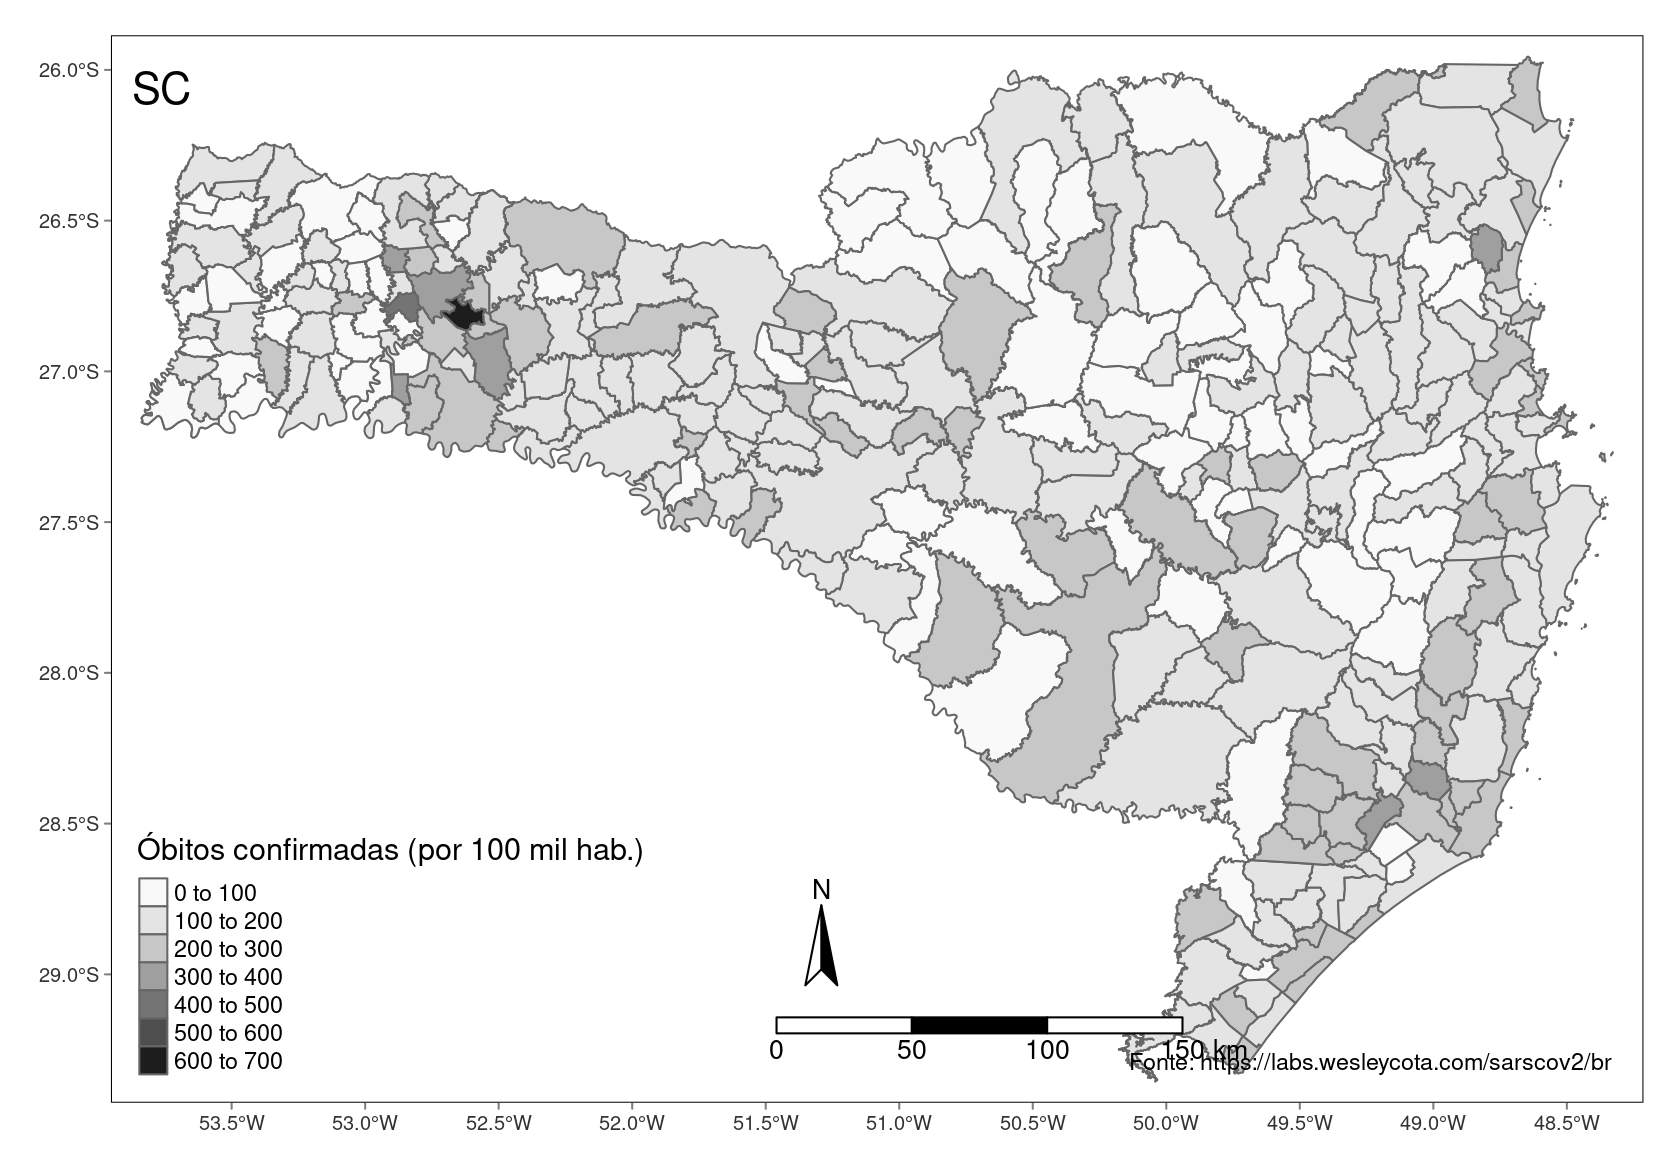 SC
26.0°S
26.5°S
27.0°S
27.5°S
28.0°S
28.5°S
29.0°S
Óbitos confirmadas (por 100 mil hab.)
0 to 100
100 to 200
200 to 300
300 to 400
400 to 500
500 to 600
600 to 700
N
0 50 100 150 km
Fonte: https://labs.wesleycota.com/sarscov2/br
53.5°W 53.0°W 52.5°W 52.0°W 51.5°W 51.0°W 50.5°W 50.0°W 49.5°W 49.0°W 48.5°W